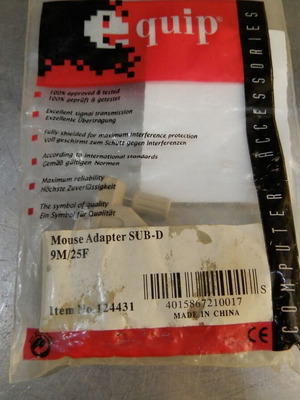 equip®
100% approved & tested
100% geprüft & getestet
Excellent signal transmission
Exzellente Übertragung
Fully shielded for maximum interference protection
Voll geschirmt zum Schutz gegen Interferenzen
According to international standards
Gemäß gültigen Normen
Maximum reliability
Höchste Zuverlässigkeit
The symbol of quality
Ein Symbol für Qualität
COMPUTER ACCESSORIES
Mouse Adapter SUB-D
9M/25F
Item No 124431
4015867210017
S
MADE IN CHINA
CE